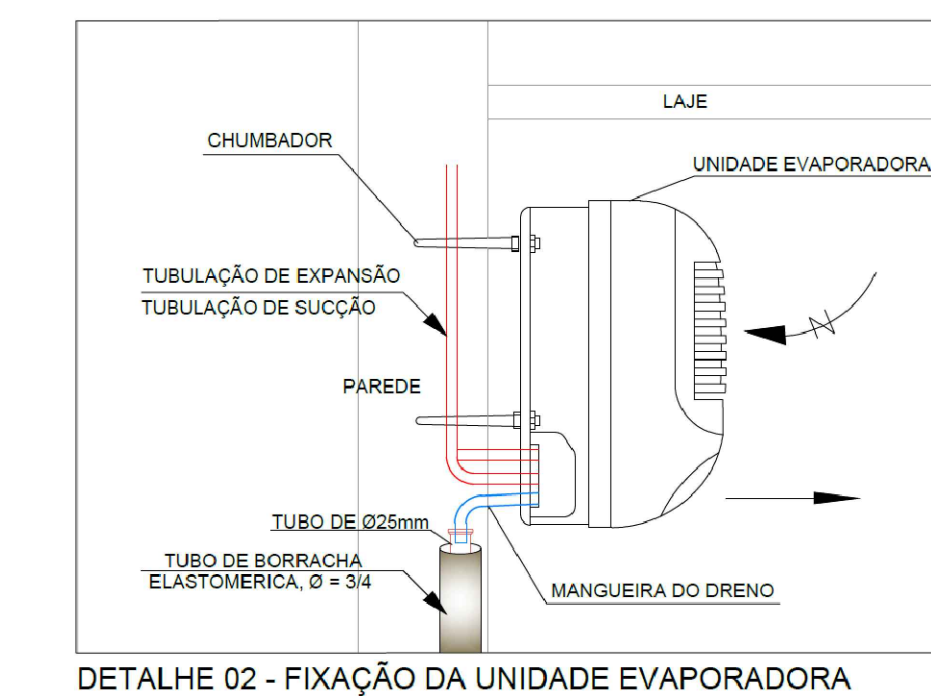 LAJE
CHUMBADOR
UNIDADE EVAPORADORA
TUBULAÇÃO DE EXPANSÃO
TUBULAÇÃO DE SUCÇÃO
PAREDE
TUBO DE Ø25mm
TUBO DE BORRACHA
ELASTOMERICA, Ø = 3/4
MANGUEIRA DO DRENO
DETALHE 02 - FIXAÇÃO DA UNIDADE EVAPORADORA